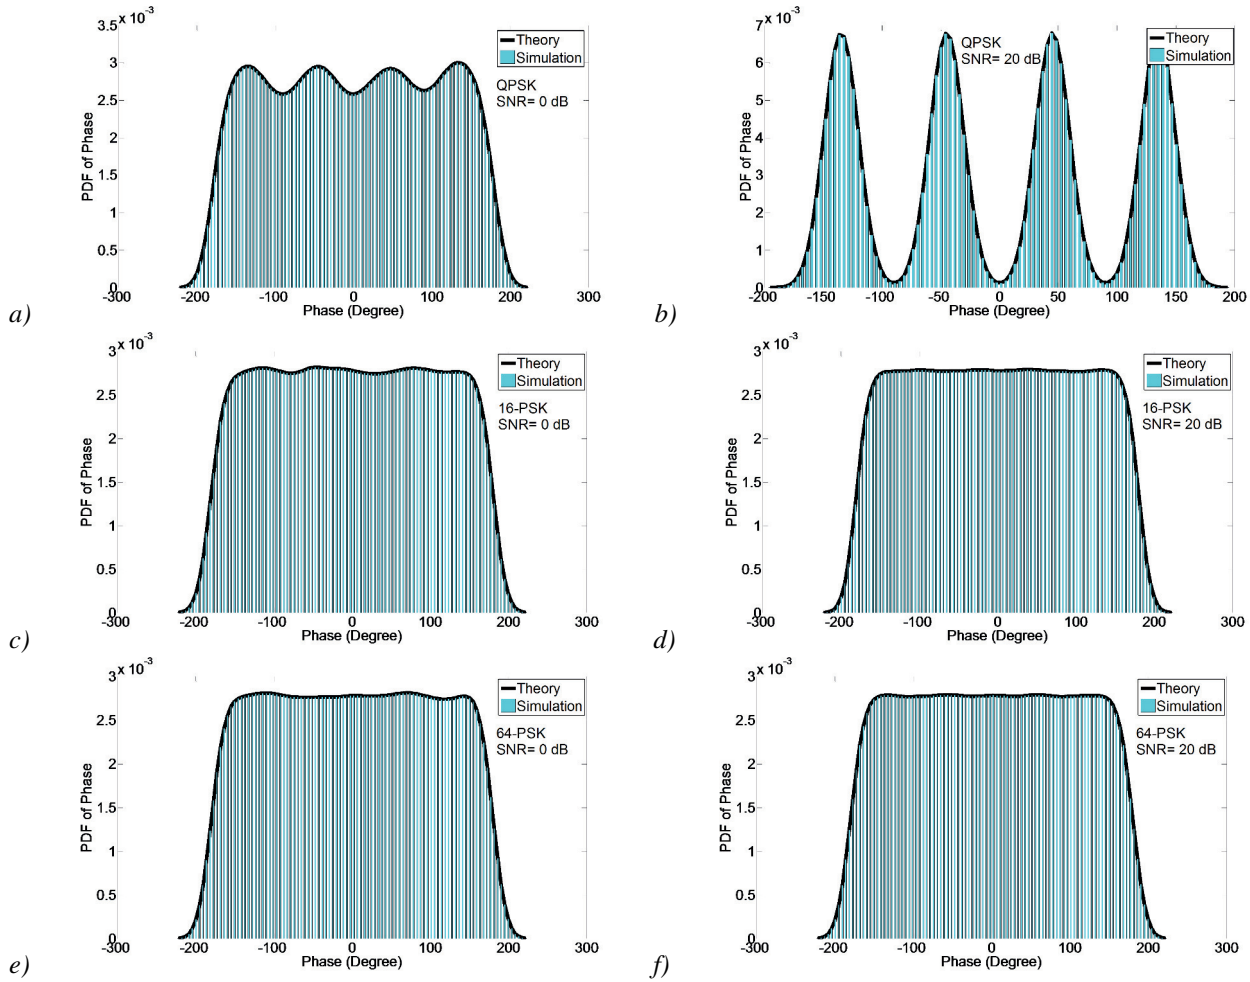 x 10⁻³
3.5
3
2.5
2
1.5
1
0.5
0
PDF of Phase
Theory
Simulation
QPSK
SNR= 0 dB
-300 -200 -100 0 100 200 300
Phase (Degree)
a)
x 10⁻³
7
6
5
4
3
2
1
0
PDF of Phase
QPSK
SNR= 20 dB
Theory
Simulation
-200 -150 -100 -50 0 50 100 150 200
Phase (Degree)
b)
x 10⁻³
3
2.5
2
1.5
1
0.5
0
PDF of Phase
Theory
Simulation
16-PSK
SNR= 0 dB
-300 -200 -100 0 100 200 300
Phase (Degree)
c)
x 10⁻³
3
2.5
2
1.5
1
0.5
0
PDF of Phase
Theory
Simulation
16-PSK
SNR= 20 dB
-300 -200 -100 0 100 200 300
Phase (Degree)
d)
x 10⁻³
3
2.5
2
1.5
1
0.5
0
PDF of Phase
Theory
Simulation
64-PSK
SNR= 0 dB
-300 -200 -100 0 100 200 300
Phase (Degree)
e)
x 10⁻³
3
2.5
2
1.5
1
0.5
0
PDF of Phase
Theory
Simulation
64-PSK
SNR= 20 dB
-300 -200 -100 0 100 200 300
Phase (Degree)
f)